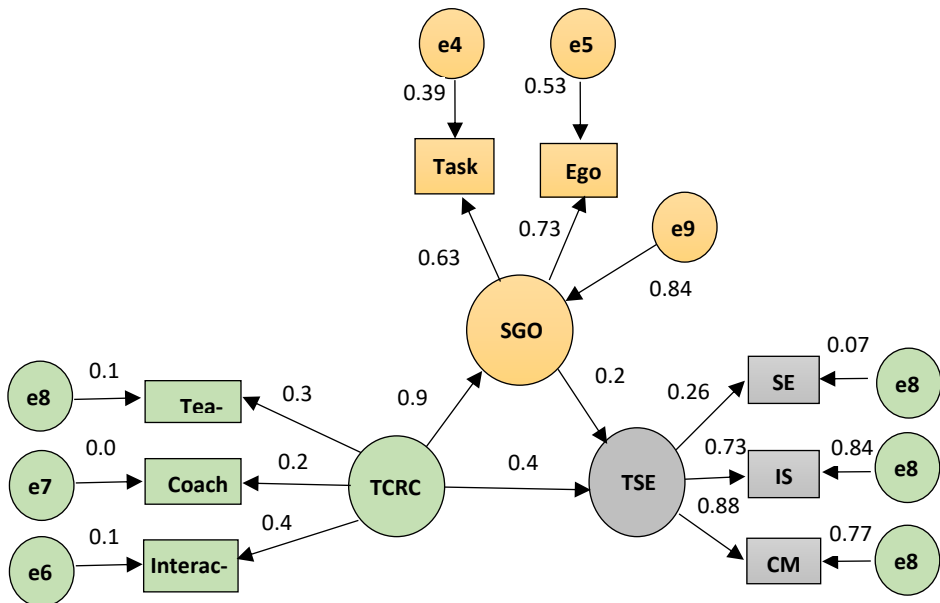 e4
e5
0.39
0.53
Task
Ego
0.63
0.73
e9
0.84
SGO
e8
0.1
Tea-
0.3
0.9
0.2
0.26
SE
0.07
e8
e7
0.0
Coach
0.2
TCRC
0.4
TSE
0.73
IS
0.84
e8
e6
0.1
Interac-
0.4
0.88
CM
0.77
e8